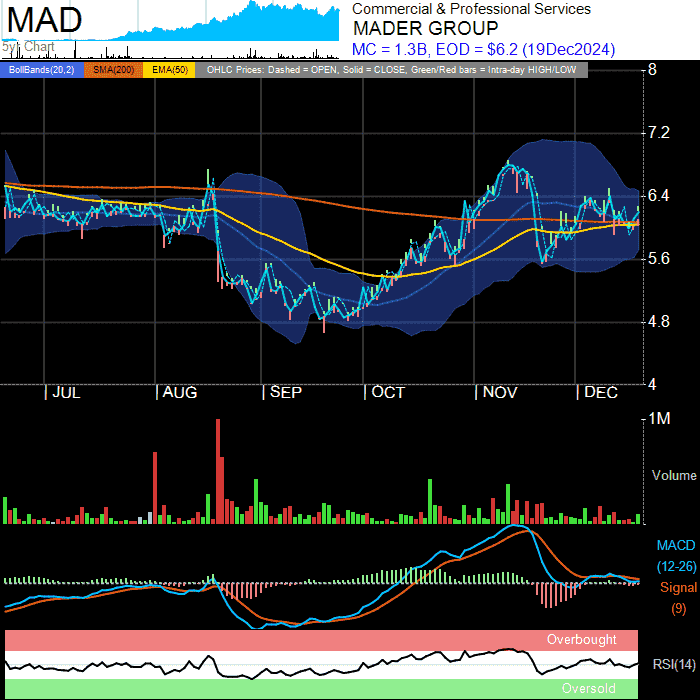 MAD
5yr Chart
Commercial & Professional Services
MADER GROUP
MC = 1.3B, EOD = $6.2 (19Dec2024)
BollBands(20,2) SMA(200) EMA(50) OHLC Prices: Dashed = OPEN, Solid = CLOSE, Green/Red bars = Intra-day HIGH/LOW
8
7.2
6.4
5.6
4.8
4
| JUL | AUG | SEP | OCT | NOV | DEC
1M
Volume
MACD
(12-26)
Signal
(9)
Overbought
RSI(14)
Oversold